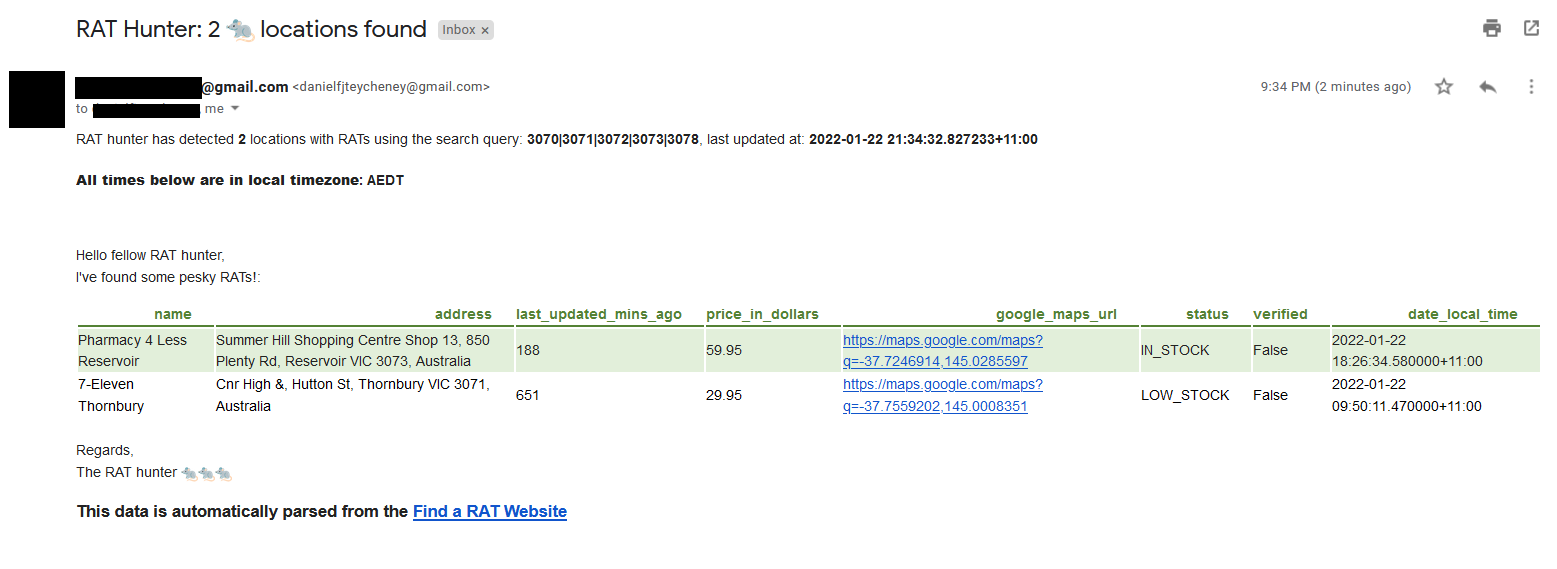 RAT Hunter: 2 🐀 locations found Inbox ×
@gmail.com <danielfjteycheney@gmail.com> 9:34 PM (2 minutes ago)
to me
RAT hunter has detected 2 locations with RATs using the search query: 3070|3071|3072|3073|3078, last updated at: 2022-01-22 21:34:32.827233+11:00
All times below are in local timezone: AEDT
Hello fellow RAT hunter,
I've found some pesky RATs!:
name address last_updated_mins_ago price_in_dollars google_maps_url status verified date_local_time
Pharmacy 4 Less Summer Hill Shopping Centre Shop 13, 850 https://maps.google.com/maps? 2022-01-22
188 59.95 IN_STOCK False
Reservoir Plenty Rd, Reservoir VIC 3073, Australia q=-37.7246914,145.0285597 18:26:34.580000+11:00
7-Eleven Cnr High &, Hutton St, Thornbury VIC 3071, https://maps.google.com/maps? 2022-01-22
651 29.95 LOW_STOCK False
Thornbury Australia q=-37.7559202,145.0008351 09:50:11.470000+11:00
Regards,
The RAT hunter 🐀🐀🐀
This data is automatically parsed from the Find a RAT Website